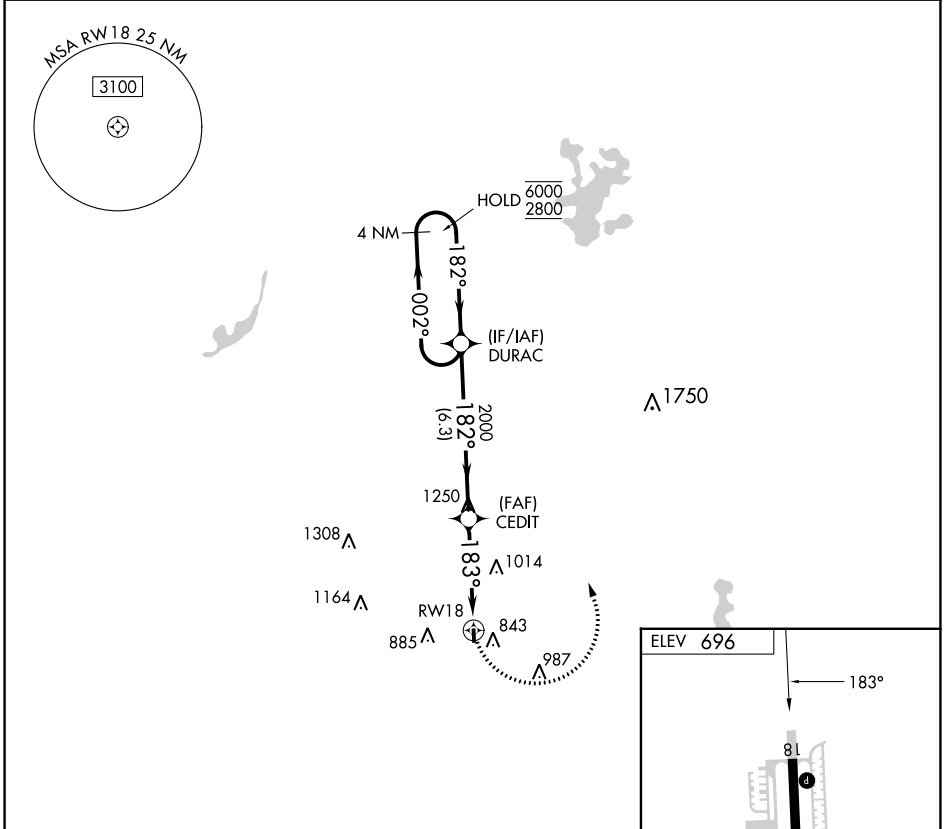 MSA RW18 25 NM
3100
HOLD 6000
2800
4 NM
182°
002°
(IF/IAF)
DURAC
1750
2000
182°
(6.3)
1250
(FAF)
CEDIT
1308
183°
1014
1164
RW18
843
885
987
ELEV 696
183°
18
P